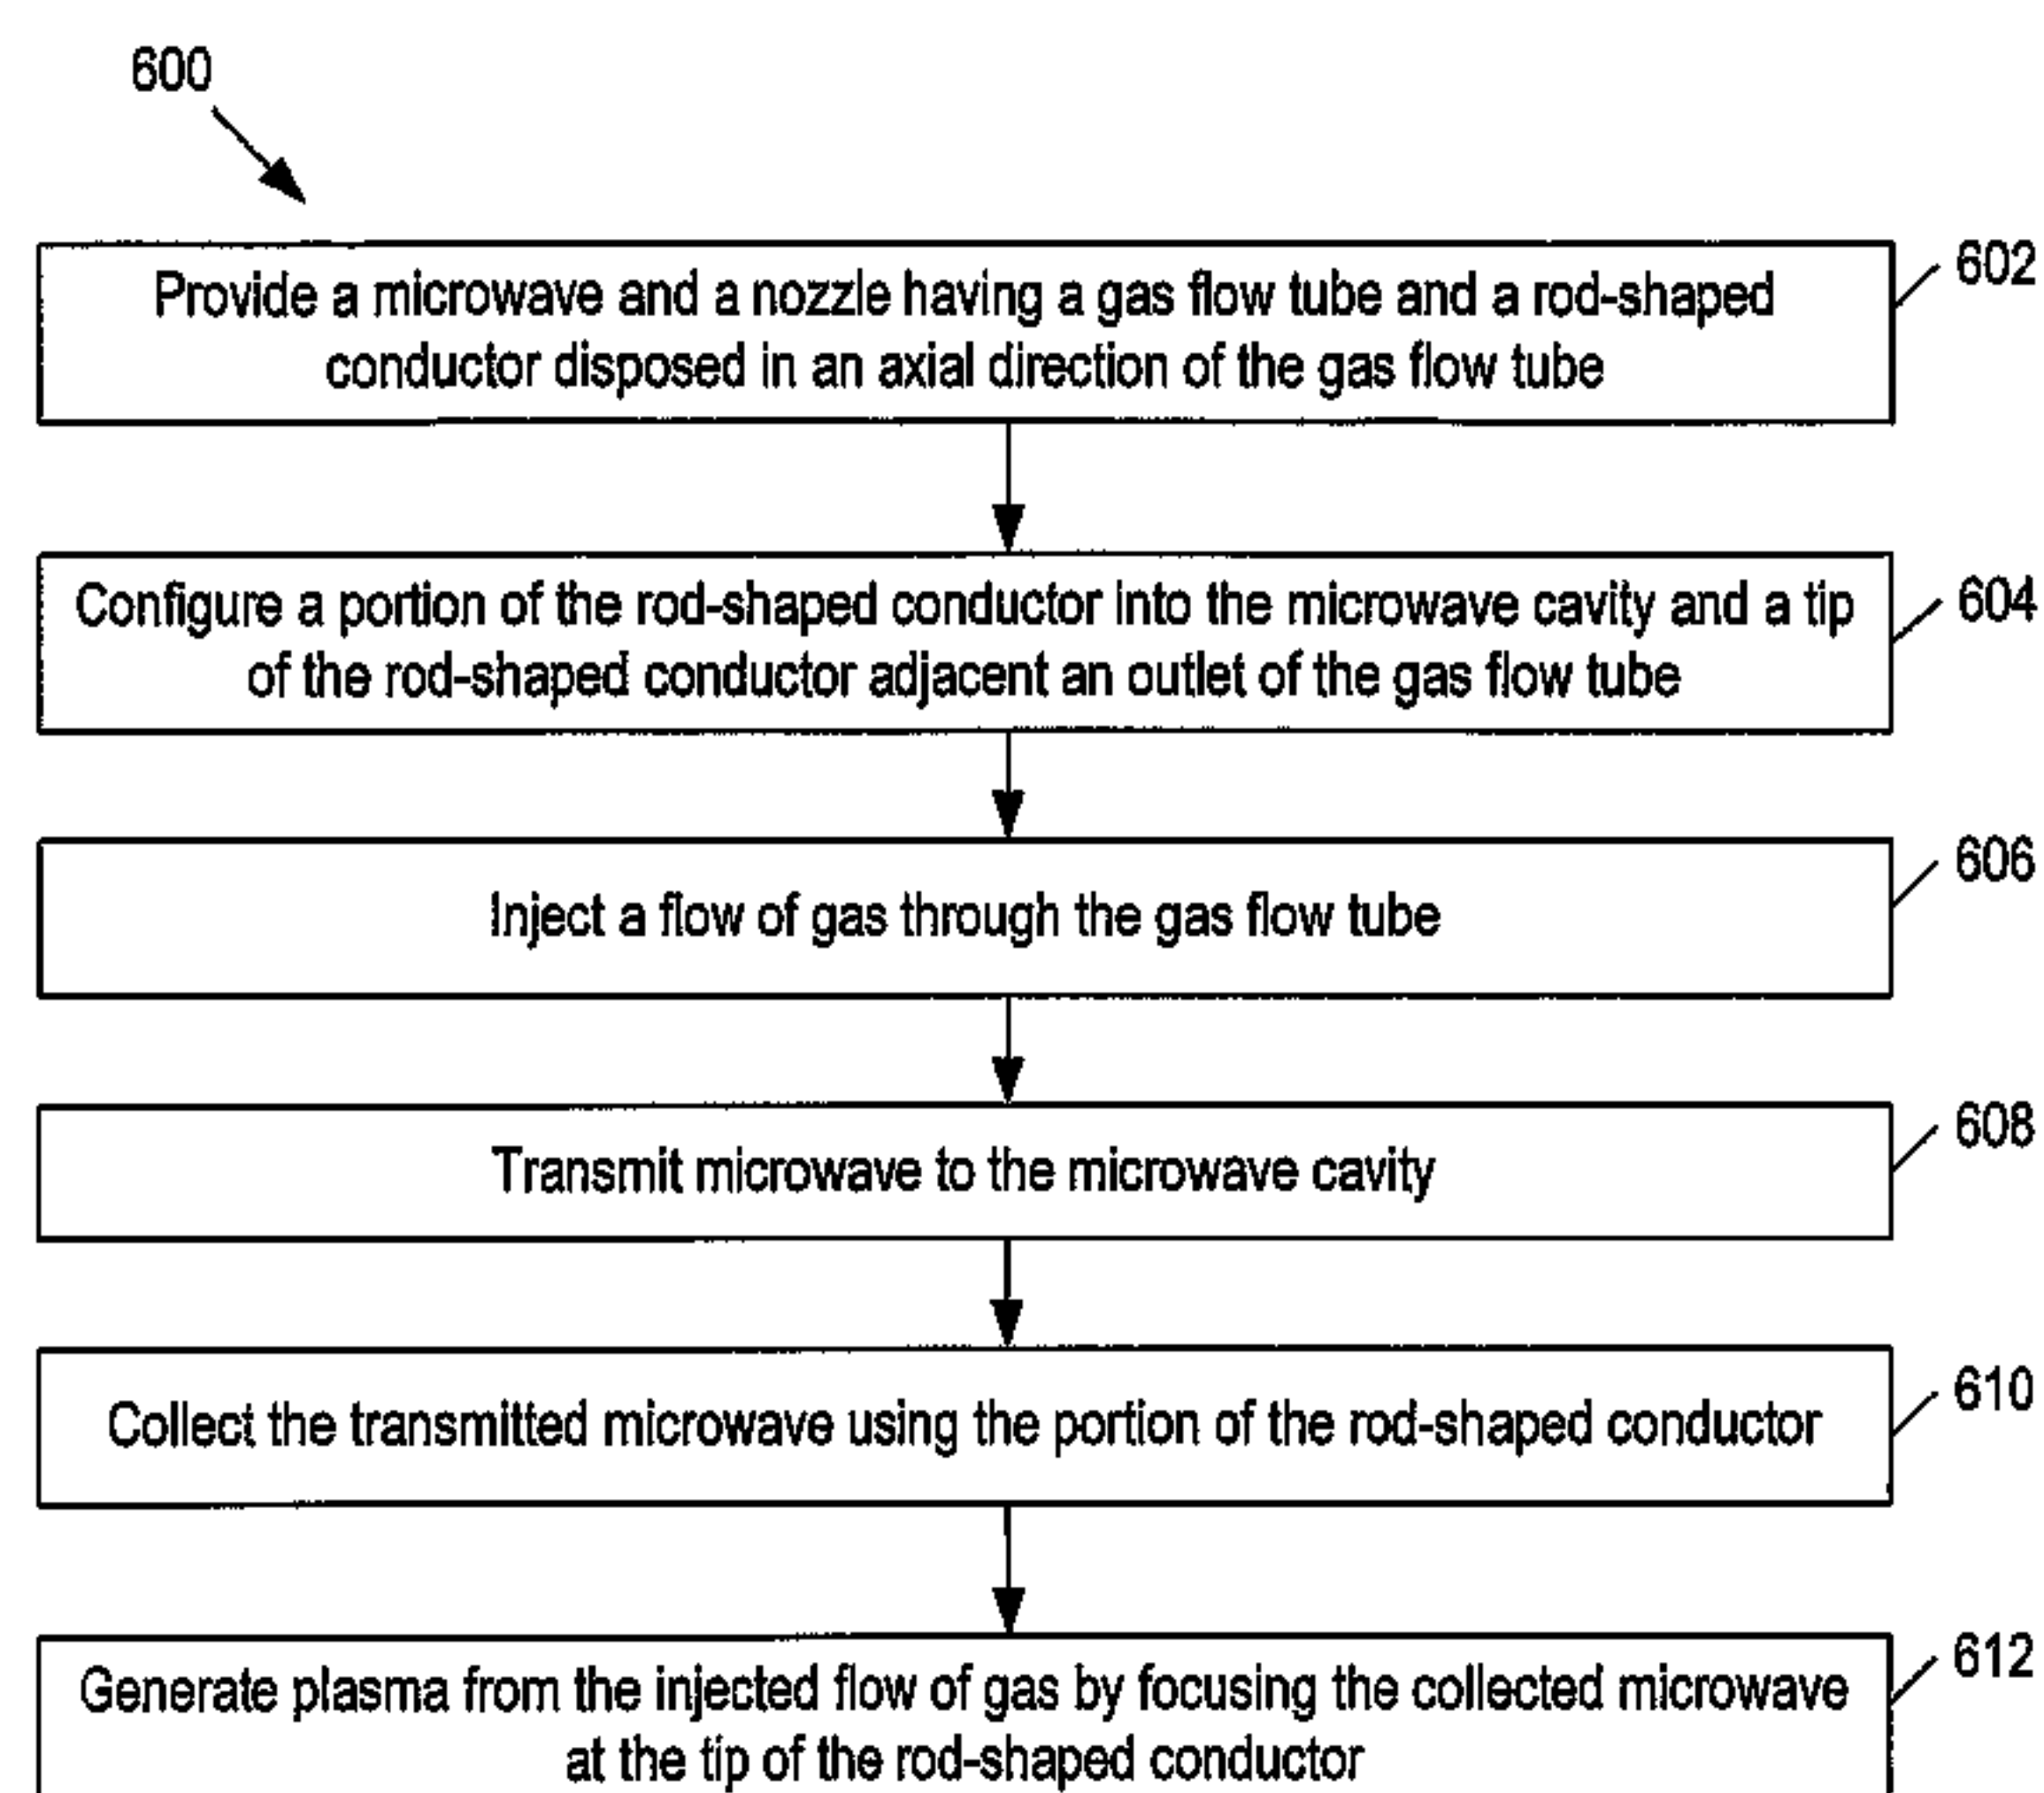 600
Provide a microwave and a nozzle having a gas flow tube and a rod-shaped
conductor disposed in an axial direction of the gas flow tube
602
Configure a portion of the rod-shaped conductor into the microwave cavity and a tip
of the rod-shaped conductor adjacent an outlet of the gas flow tube
604
Inject a flow of gas through the gas flow tube
606
Transmit microwave to the microwave cavity
608
Collect the transmitted microwave using the portion of the rod-shaped conductor
610
Generate plasma from the injected flow of gas by focusing the collected microwave
at the tip of the rod-shaped conductor
612